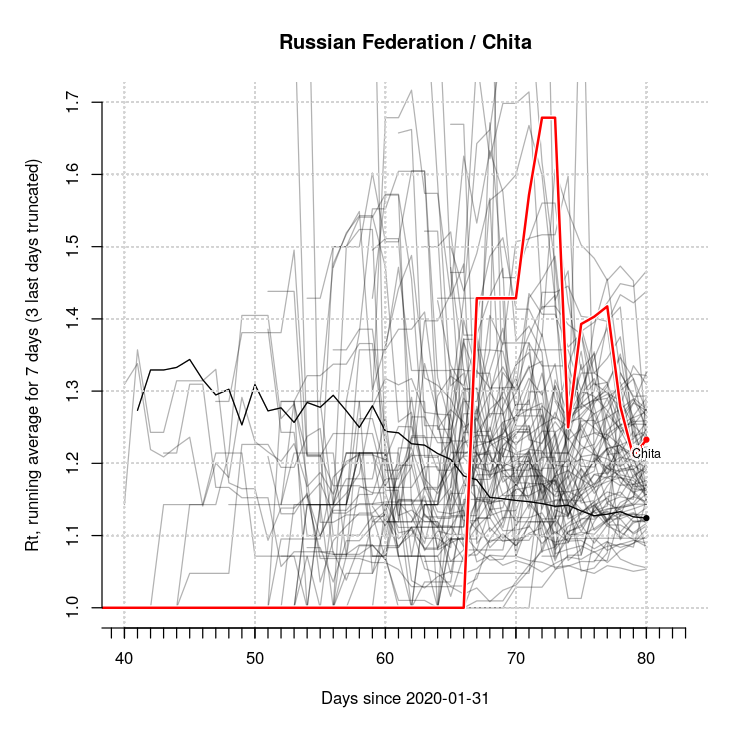 Russian Federation / Chita
Rt, running average for 7 days (3 last days truncated)
1.7
1.6
1.5
1.4
1.3
1.2
1.1
1.0
Chita
40 50 60 70 80
Days since 2020-01-31